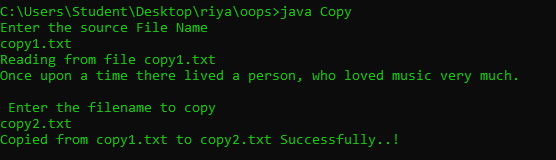 C:\Users\Student\Desktop\riya\oops>java Copy
Enter the source File Name
copy1.txt
Reading from file copy1.txt
Once upon a time there lived a person, who loved music very much.
Enter the filename to copy
copy2.txt
Copied from copy1.txt to copy2.txt Successfully..!